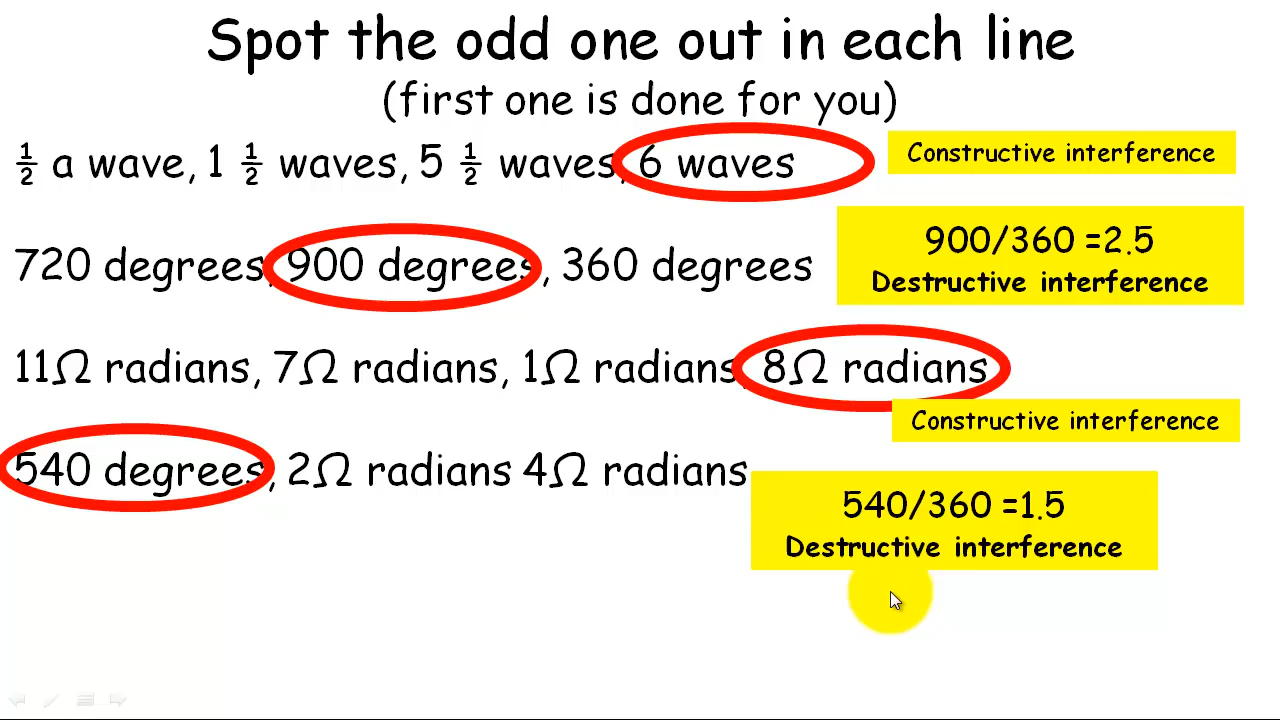 Spot the odd one out in each line
(first one is done for you)
½ a wave, 1 ½ waves, 5 ½ waves, 6 waves
Constructive interference
720 degrees, 900 degrees, 360 degrees
900/360 =2.5
Destructive interference
11Ω radians, 7Ω radians, 1Ω radians, 8Ω radians
Constructive interference
540 degrees, 2Ω radians 4Ω radians
540/360 =1.5
Destructive interference